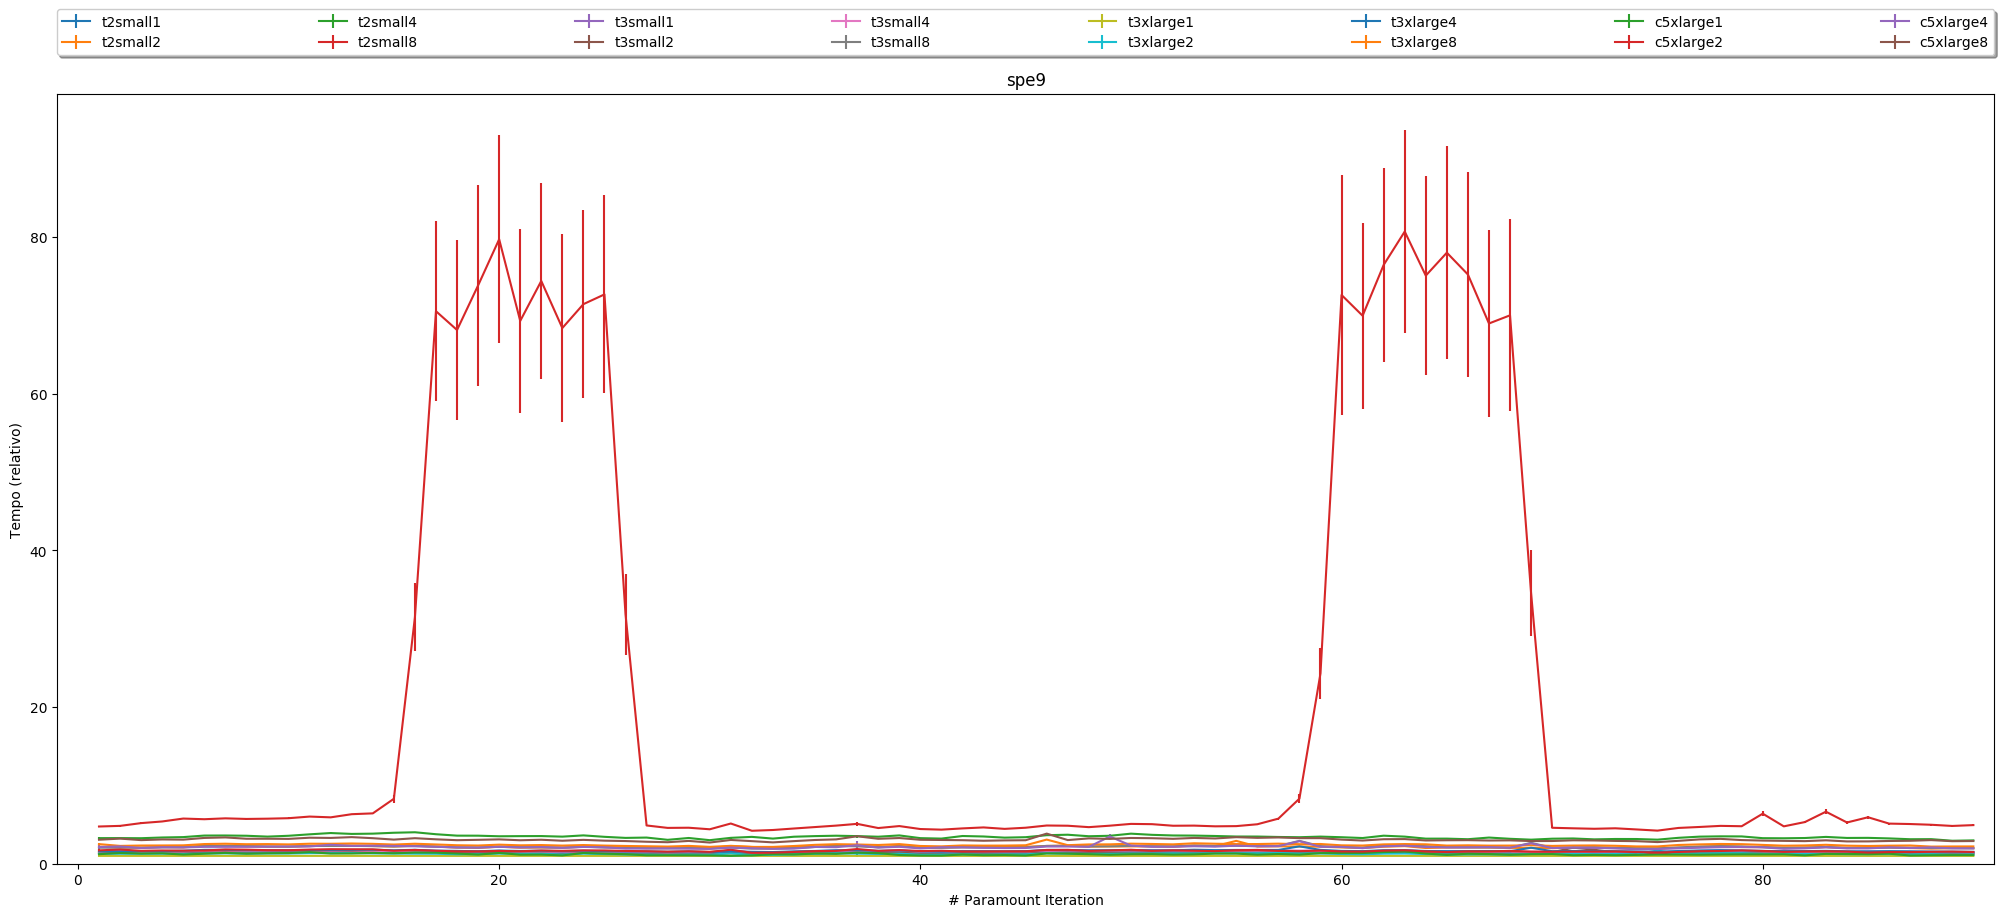 t2small1 t2small4 t3small1 t3small4 t3xlarge1 t3xlarge4 c5xlarge1 c5xlarge4
t2small2 t2small8 t3small2 t3small8 t3xlarge2 t3xlarge8 c5xlarge2 c5xlarge8
spe9
80
60
40
20
0
Tempo (relativo)
0 20 40 60 80
# Paramount Iteration